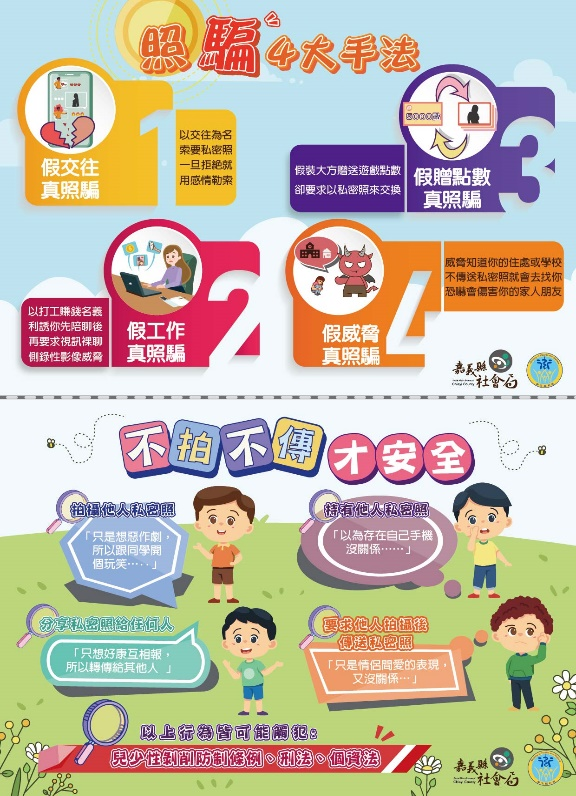 照騙4大手法
1
假交往
真照騙
以交往為名
索要私密照
一旦拒絕就
用感情勒索
2
假工作
真照騙
以打工賺錢名義
利誘你先陪聊後
再要求視訊裸聊
側錄性影像威脅
3
5000點
假贈點數
真照騙
假裝大方贈送遊戲點數
卻要求以私密照來交換
4
假威脅
真照騙
威脅知道你的住處或學校
不傳送私密照就會去找你
恐嚇會傷害你的家人朋友
嘉義縣
社會局
不拍不傳才安全
拍攝他人私密照
「只是想惡作劇，
所以跟同學開
個玩笑‥‥」
持有他人私密照
「以為存在自己手機
沒關係⋯⋯」
分享私密照給任何人
「只想好康互相報，
所以轉傳給其他人 」
要求他人拍攝後
傳送私密照
「只是情侶間愛的表現，
又沒關係⋯」
以上行為皆可能觸犯:
兒少性剝削防制條例、刑法、個資法
嘉義縣
社會局